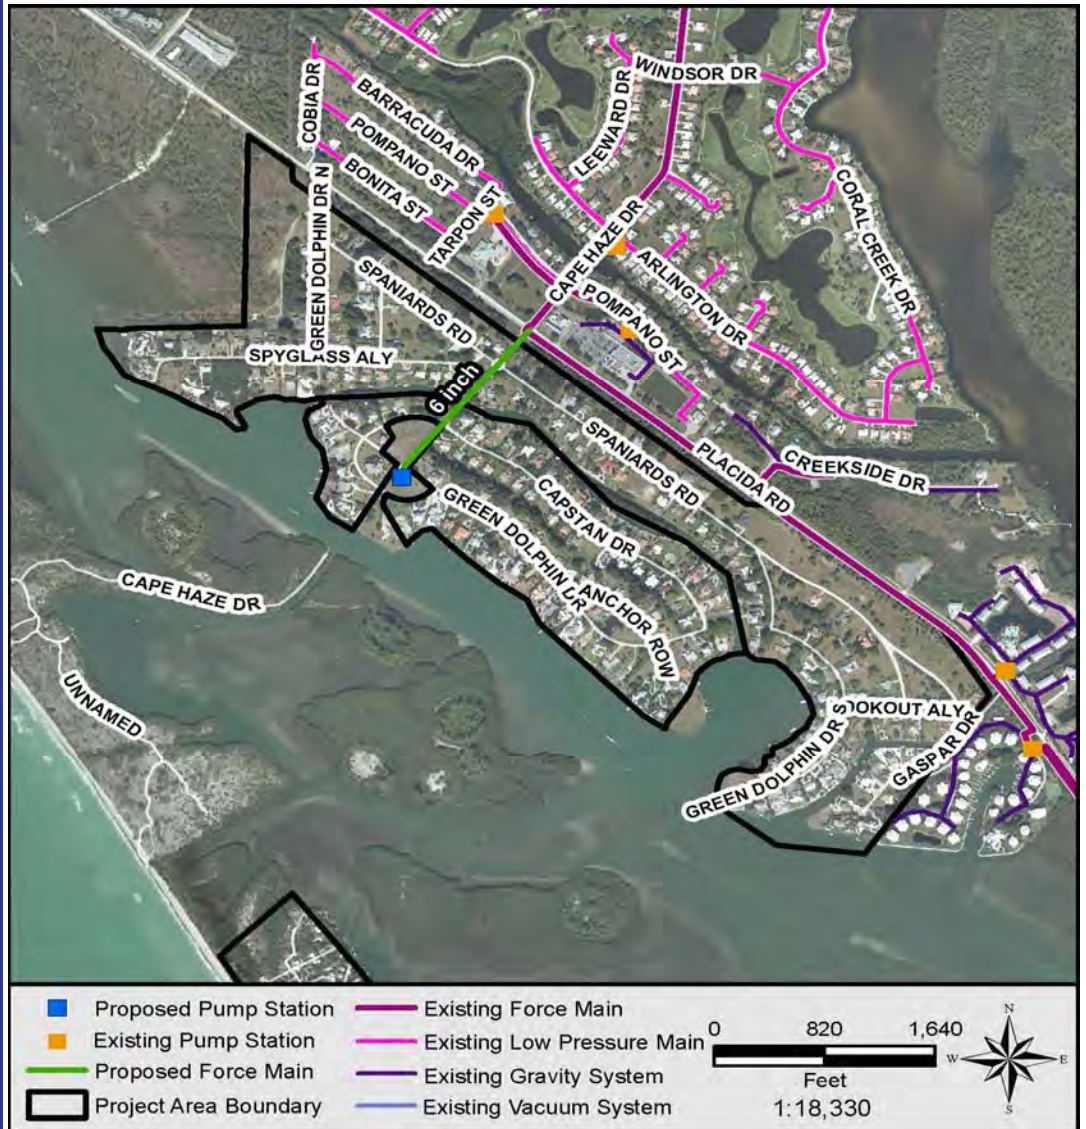 WINDSOR DR
LEEWARD DR
COBIA DR
BARRACUDA DR
POMPANO ST
BONITA ST
TARPON ST
CORAL CREEK DR
GREEN DOLPHIN DR N
CAPE HAZE DR
ARLINGTON DR
SPANIARDS RD
POMPANO ST
SPYGLASS ALY
6 inch
SPANIARDS RD
PLACIDA RD
CREEKSIDE DR
CAPSTAN DR
GREEN DOLPHIN DR
ANCHOR ROW
CAPE HAZE DR
UNNAMED
OOKOUT ALY
GREEN DOLPHIN DR S
GASPAR DR
Proposed Pump Station
Existing Pump Station
Proposed Force Main
Project Area Boundary
Existing Force Main
Existing Low Pressure Main
Existing Gravity System
Existing Vacuum System
0 820 1,640
Feet
1:18,330
N
W E
S